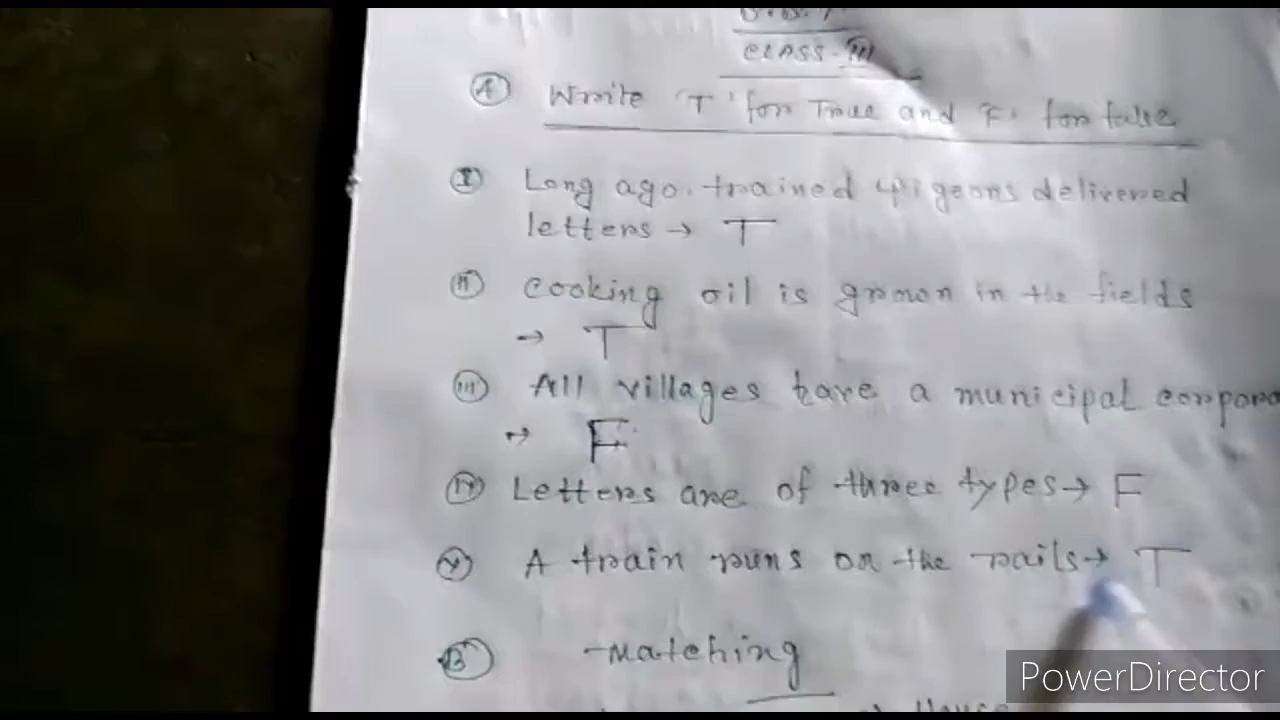 CLASS-III
(A) Write 'T' for True and 'F' for false
(I) Long ago. trained pigeons delivered
letters → T
(II) Cooking oil is grown in the fields
→ T
(III) All villages have a municipal corpora
→ F
(IV) Letters are of three types → F
(V) A train runs on the rails → T
(B) Matching
PowerDirector